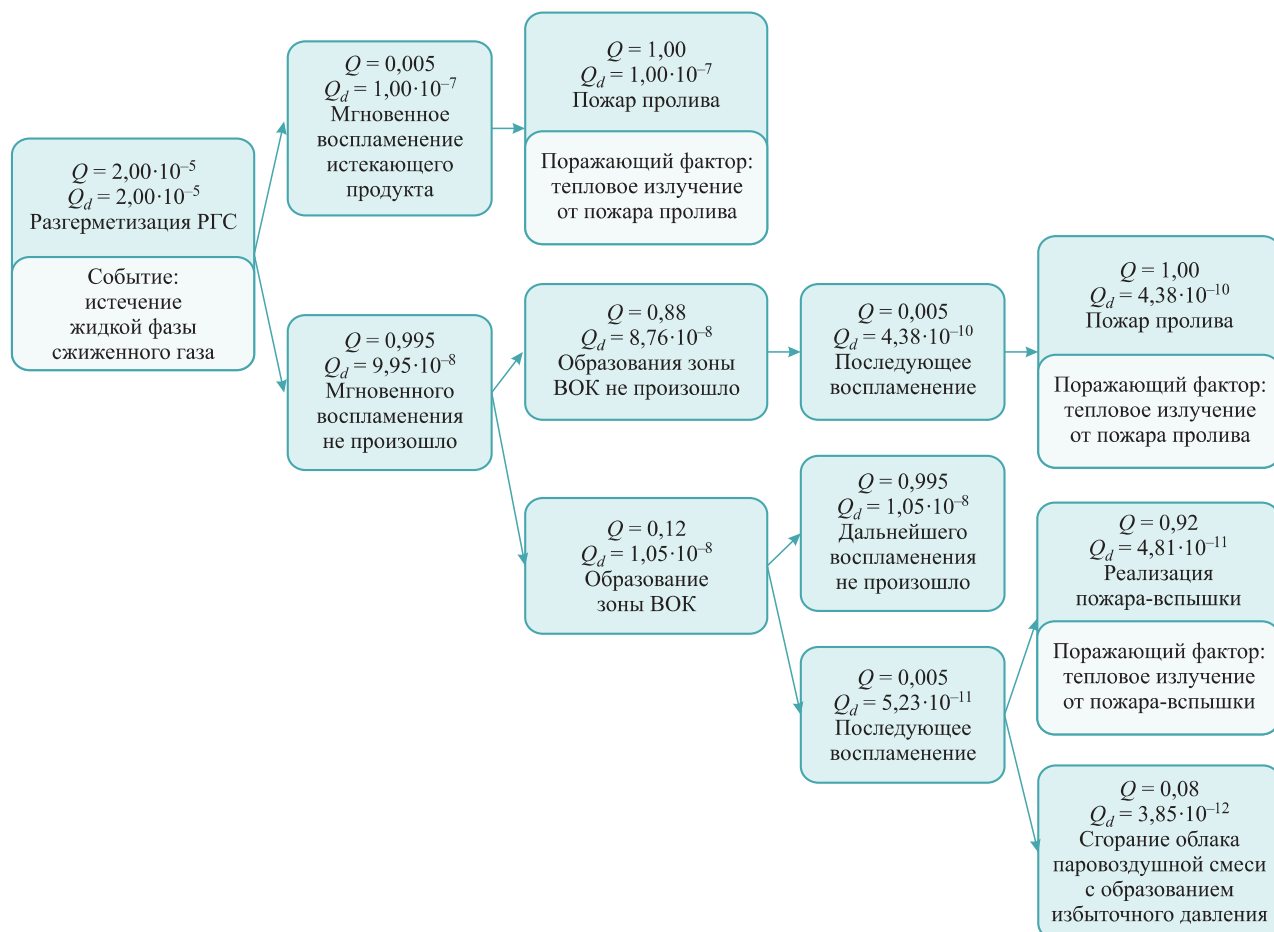 Q = 2,00·10⁻⁵
Q_d = 2,00·10⁻⁵
Разгерметизация РГС
Событие:
истечение
жидкой фазы
сжиженного газа
Q = 0,005
Q_d = 1,00·10⁻⁷
Мгновенное
воспламенение
истекающего
продукта
Q = 1,00
Q_d = 1,00·10⁻⁷
Пожар пролива
Поражающий фактор:
тепловое излучение
от пожара пролива
Q = 0,995
Q_d = 9,95·10⁻⁸
Мгновенного
воспламенения
не произошло
Q = 0,88
Q_d = 8,76·10⁻⁸
Образования зоны
ВОК не произошло
Q = 0,005
Q_d = 4,38·10⁻¹⁰
Последующее
воспламенение
Q = 1,00
Q_d = 4,38·10⁻¹⁰
Пожар пролива
Поражающий фактор:
тепловое излучение
от пожара пролива
Q = 0,12
Q_d = 1,05·10⁻⁸
Образование
зоны ВОК
Q = 0,995
Q_d = 1,05·10⁻⁸
Дальнейшего
воспламенения
не произошло
Q = 0,005
Q_d = 5,23·10⁻¹¹
Последующее
воспламенение
Q = 0,92
Q_d = 4,81·10⁻¹¹
Реализация
пожара-вспышки
Поражающий фактор:
тепловое излучение
от пожара-вспышки
Q = 0,08
Q_d = 3,85·10⁻¹²
Сгорание облака
паровоздушной смеси
с образованием
избыточного давления